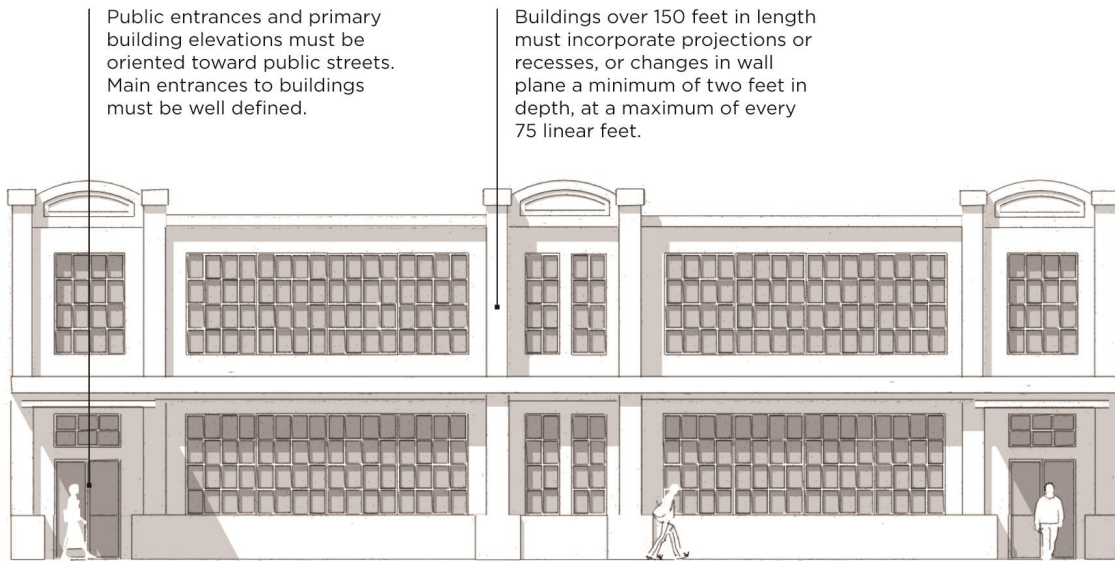 Public entrances and primary
building elevations must be
oriented toward public streets.
Main entrances to buildings
must be well defined.
Buildings over 150 feet in length
must incorporate projections or
recesses, or changes in wall
plane a minimum of two feet in
depth, at a maximum of every
75 linear feet.